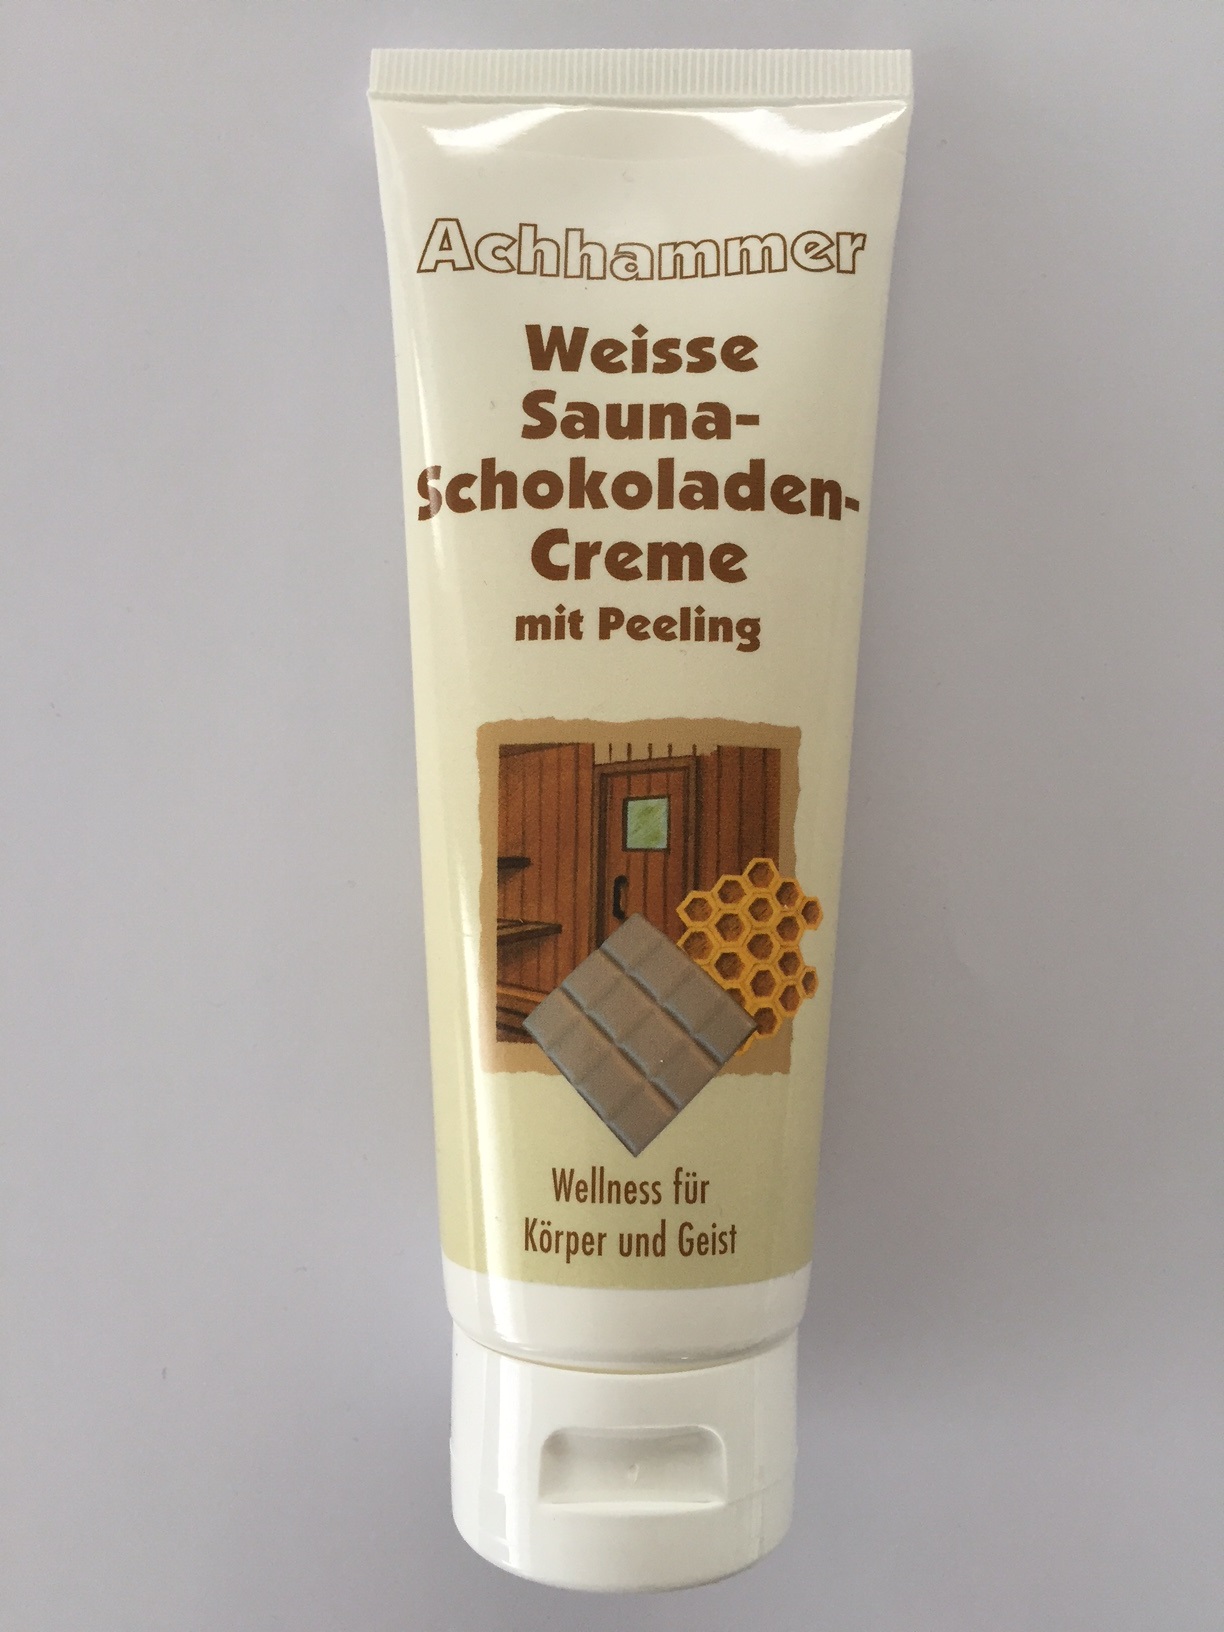 Achhammer
Weisse
Sauna-
Schokoladen-
Creme
mit Peeling
Wellness für
Körper und Geist